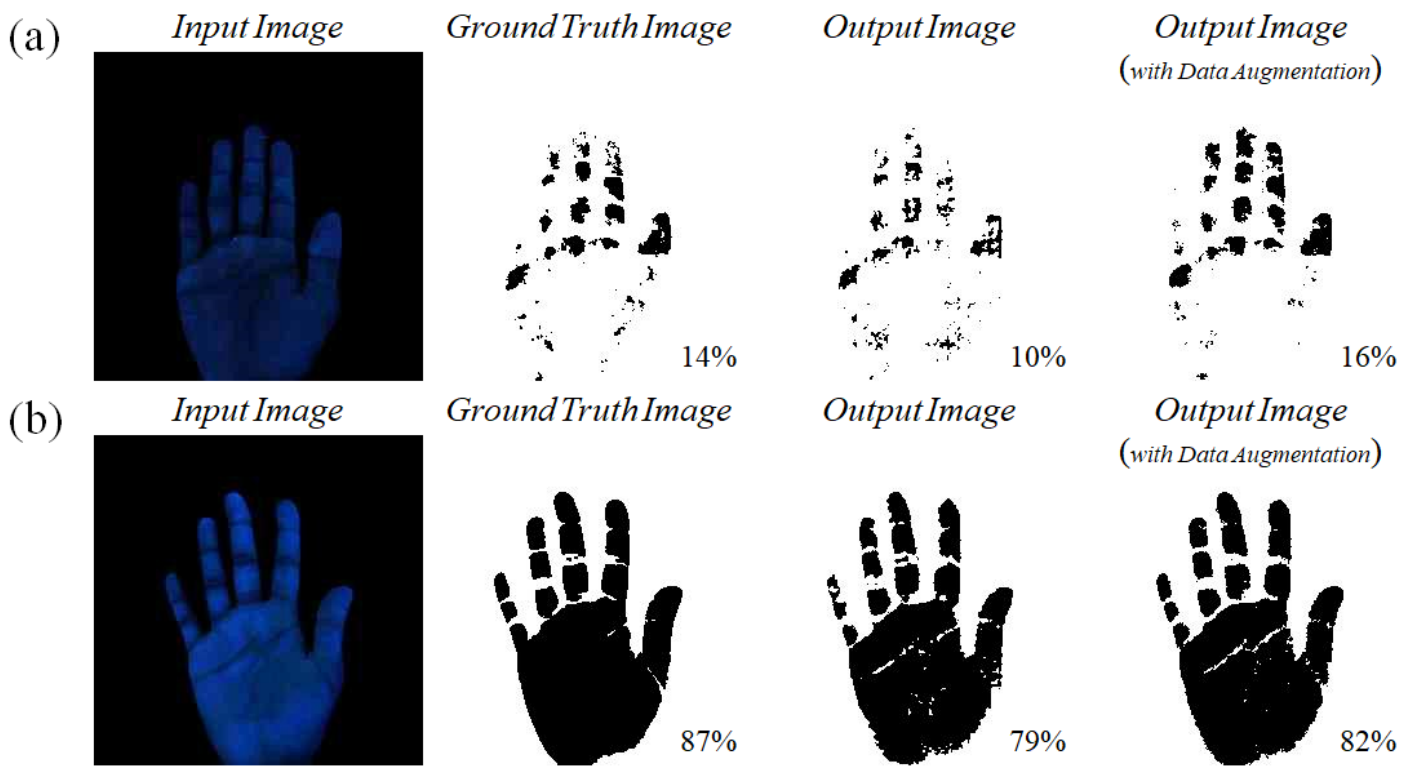 (a)
Input Image
Ground Truth Image
Output Image
Output Image
(with Data Augmentation)
14%
10%
16%
(b)
Input Image
Ground Truth Image
Output Image
Output Image
(with Data Augmentation)
87%
79%
82%